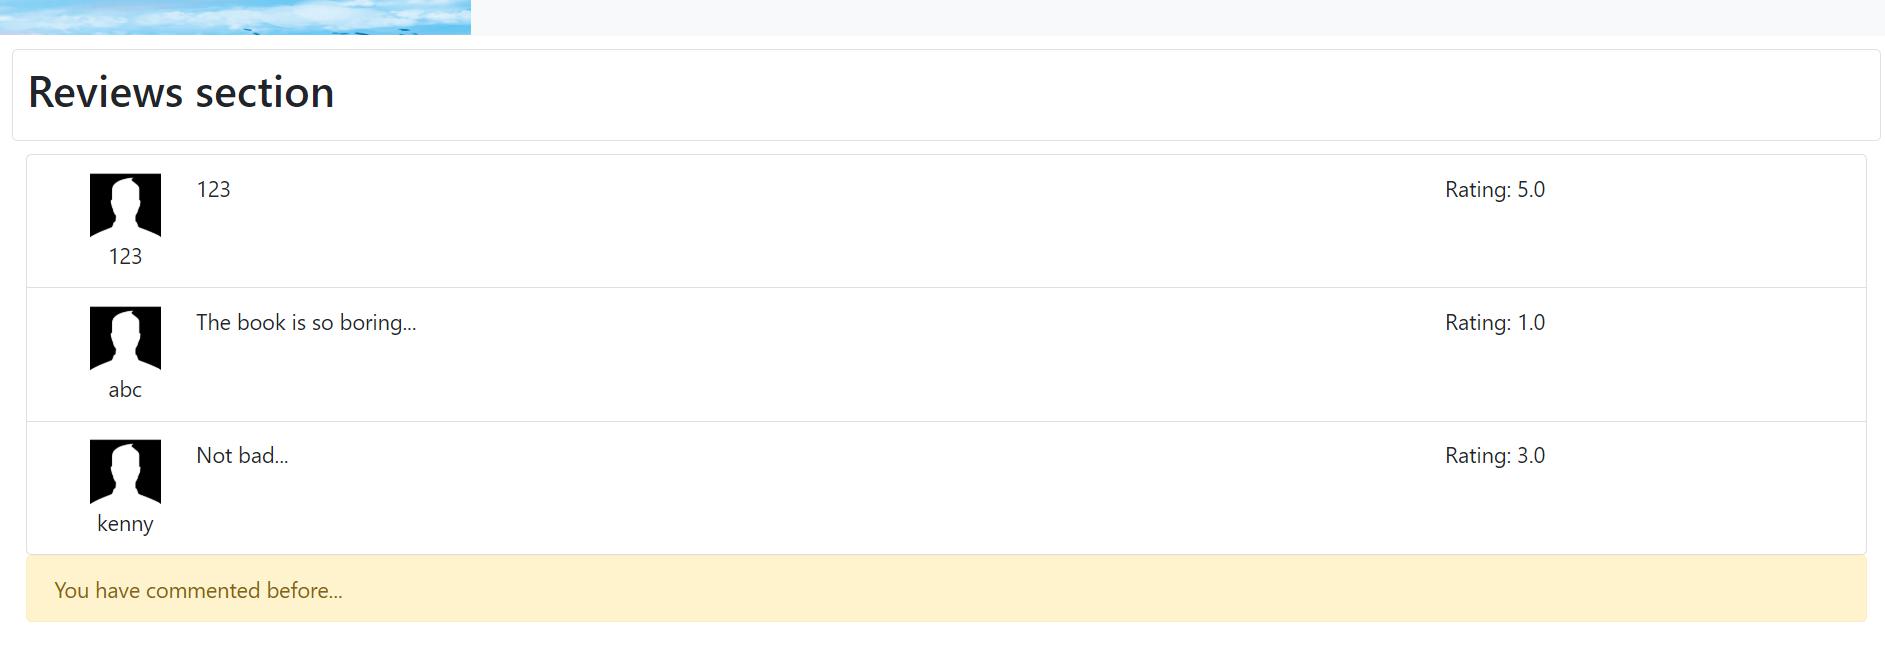 Reviews section
123
Rating: 5.0
123
The book is so boring...
Rating: 1.0
abc
Not bad...
Rating: 3.0
kenny
You have commented before...